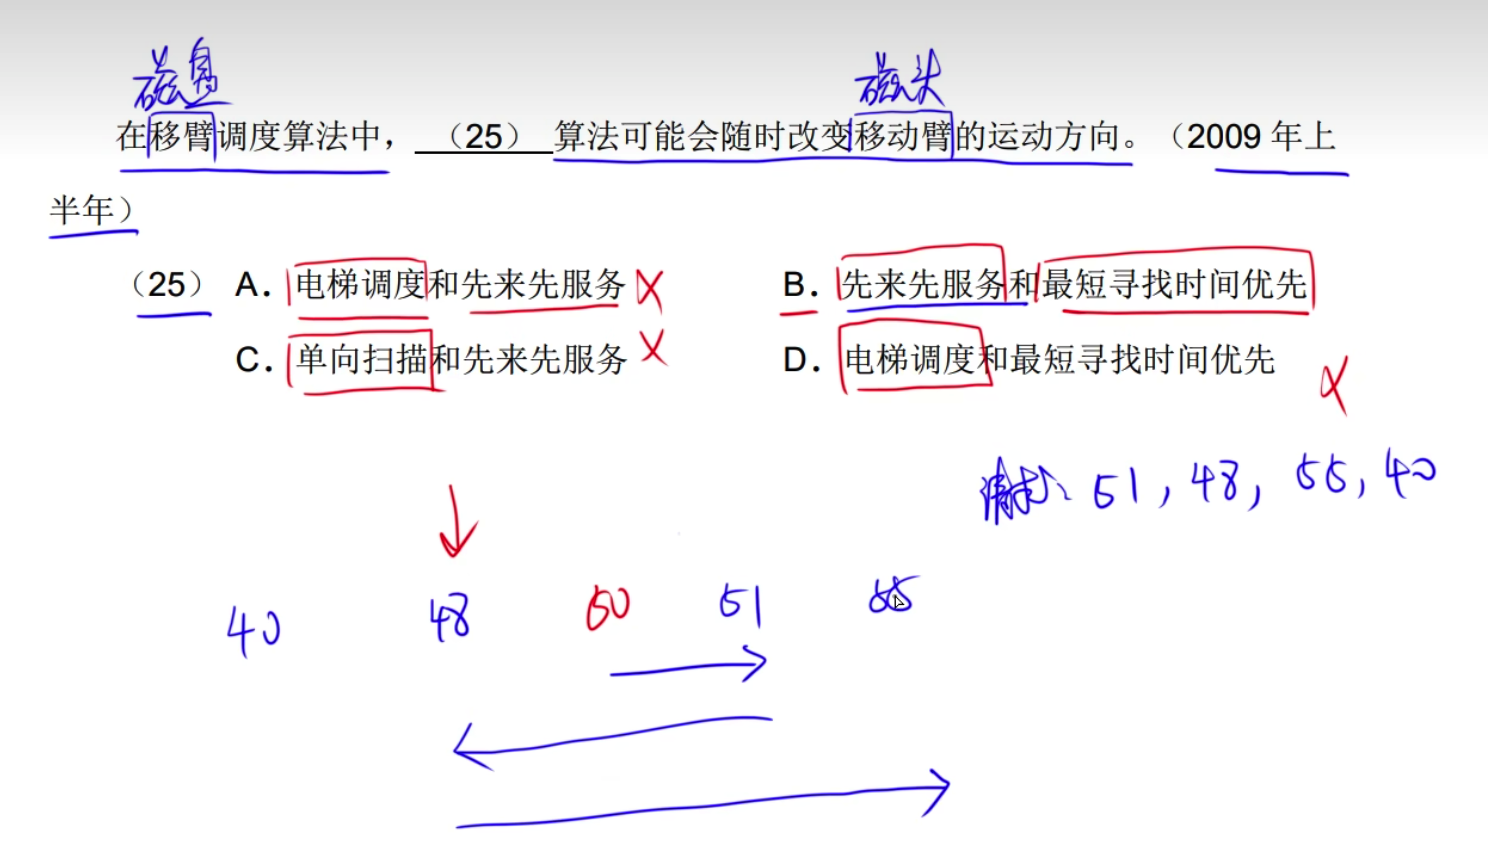 磁盘 磁头
在移臂调度算法中，（25）算法可能会随时改变移动臂的运动方向。（2009 年上
半年）
（25） A. 电梯调度和先来先服务 B. 先来先服务和最短寻找时间优先
C. 单向扫描和先来先服务 D. 电梯调度和最短寻找时间优先
请求: 51, 48, 55, 40
40 48 50 51 55